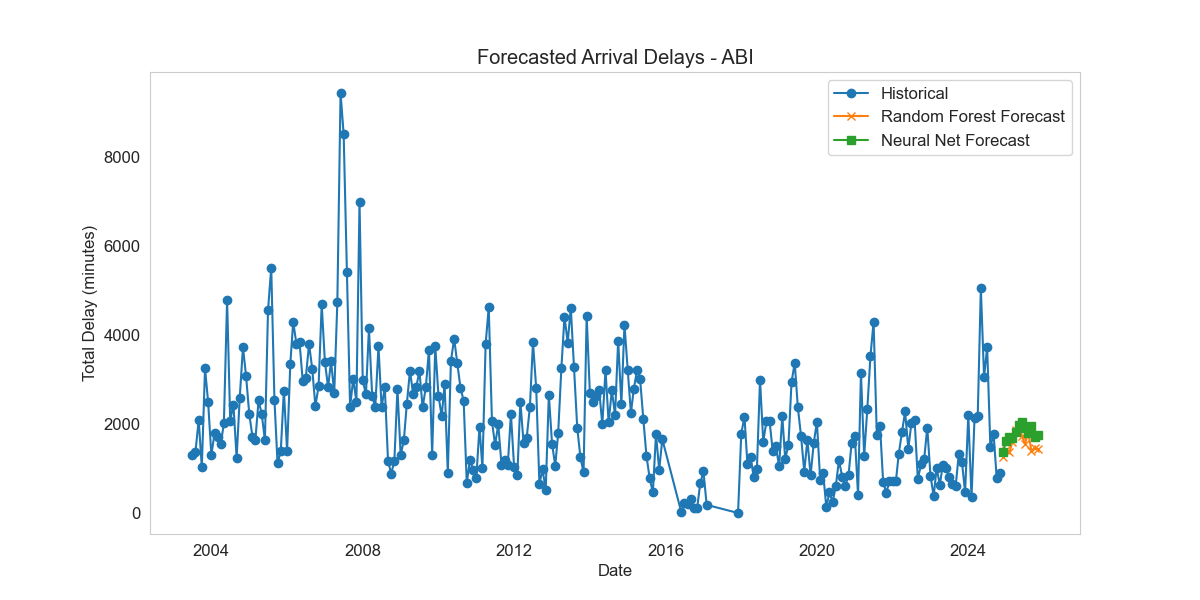 Forecasted Arrival Delays - ABI
Historical
Random Forest Forecast
Neural Net Forecast
Total Delay (minutes)
8000
6000
4000
2000
0
2004 2008 2012 2016 2020 2024
Date